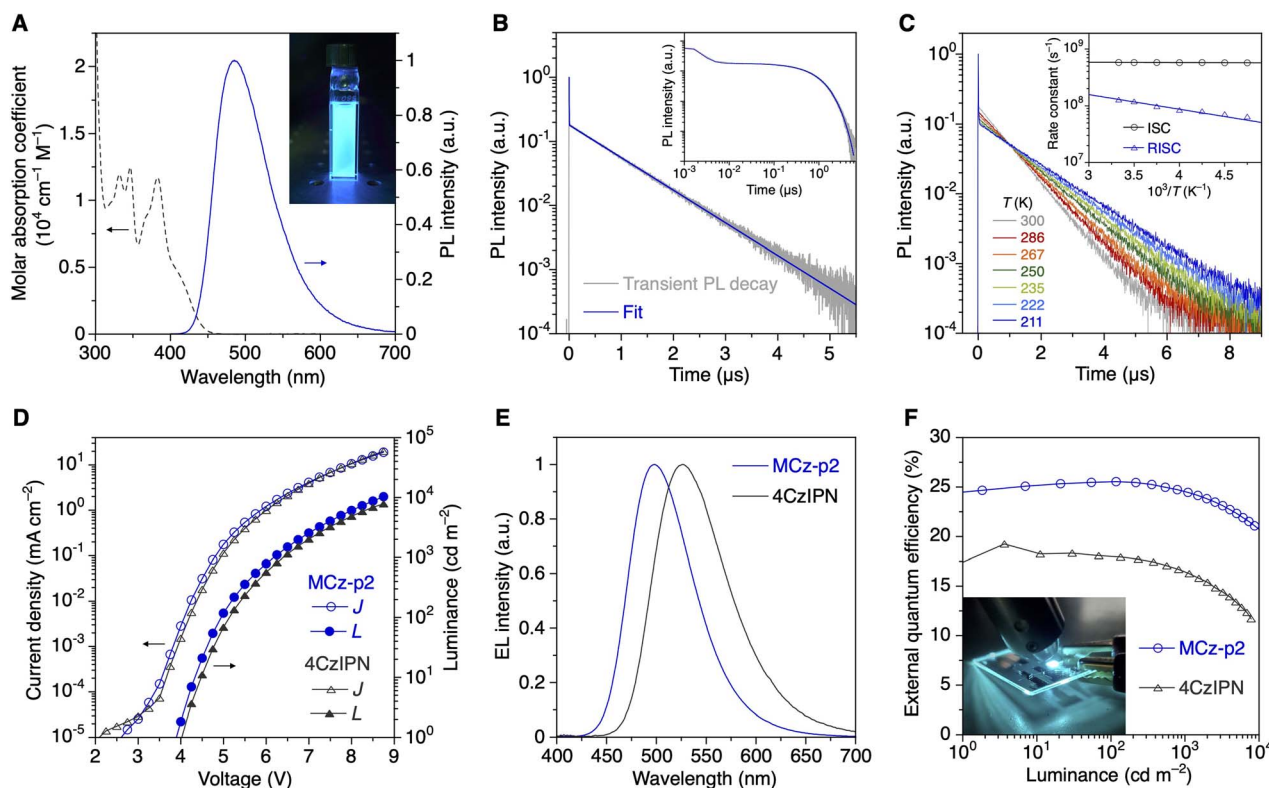 A
Molar absorption coefficient
(10⁴ cm⁻¹ M⁻¹)
2
1.5
1
0.5
0
300
400
500
600
700
Wavelength (nm)
1
0.8
0.6
0.4
0.2
0
PL intensity (a.u.)
B
PL intensity (a.u.)
10⁰
10⁻¹
10⁻²
10⁻³
10⁻⁴
0
1
2
3
4
5
Time (µs)
Transient PL decay
Fit
PL intensity (a.u.)
10⁻³
10⁻²
10⁻¹
10⁰
Time (µs)
C
PL intensity (a.u.)
10⁰
10⁻¹
10⁻²
10⁻³
10⁻⁴
0
2
4
6
8
Time (µs)
T (K)
300
286
267
250
235
222
211
Rate constant (s⁻¹)
10⁹
10⁸
10⁷
ISC
RISC
3
3.5
4
4.5
10³/T (K⁻¹)
D
Current density (mA cm⁻²)
10¹
10⁰
10⁻¹
10⁻²
10⁻³
10⁻⁴
10⁻⁵
2
3
4
5
6
7
8
9
Voltage (V)
10⁵
10⁴
10³
10²
10¹
10⁰
Luminance (cd m⁻²)
MCz-p2
J
L
4CzIPN
J
L
E
EL intensity (a.u.)
1
0.8
0.6
0.4
0.2
0
400
450
500
550
600
650
700
Wavelength (nm)
MCz-p2
4CzIPN
F
External quantum efficiency (%)
30
25
20
15
10
5
0
10⁰
10¹
10²
10³
10⁴
Luminance (cd m⁻²)
MCz-p2
4CzIPN